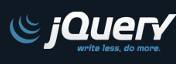 jQuery
write less, do more.